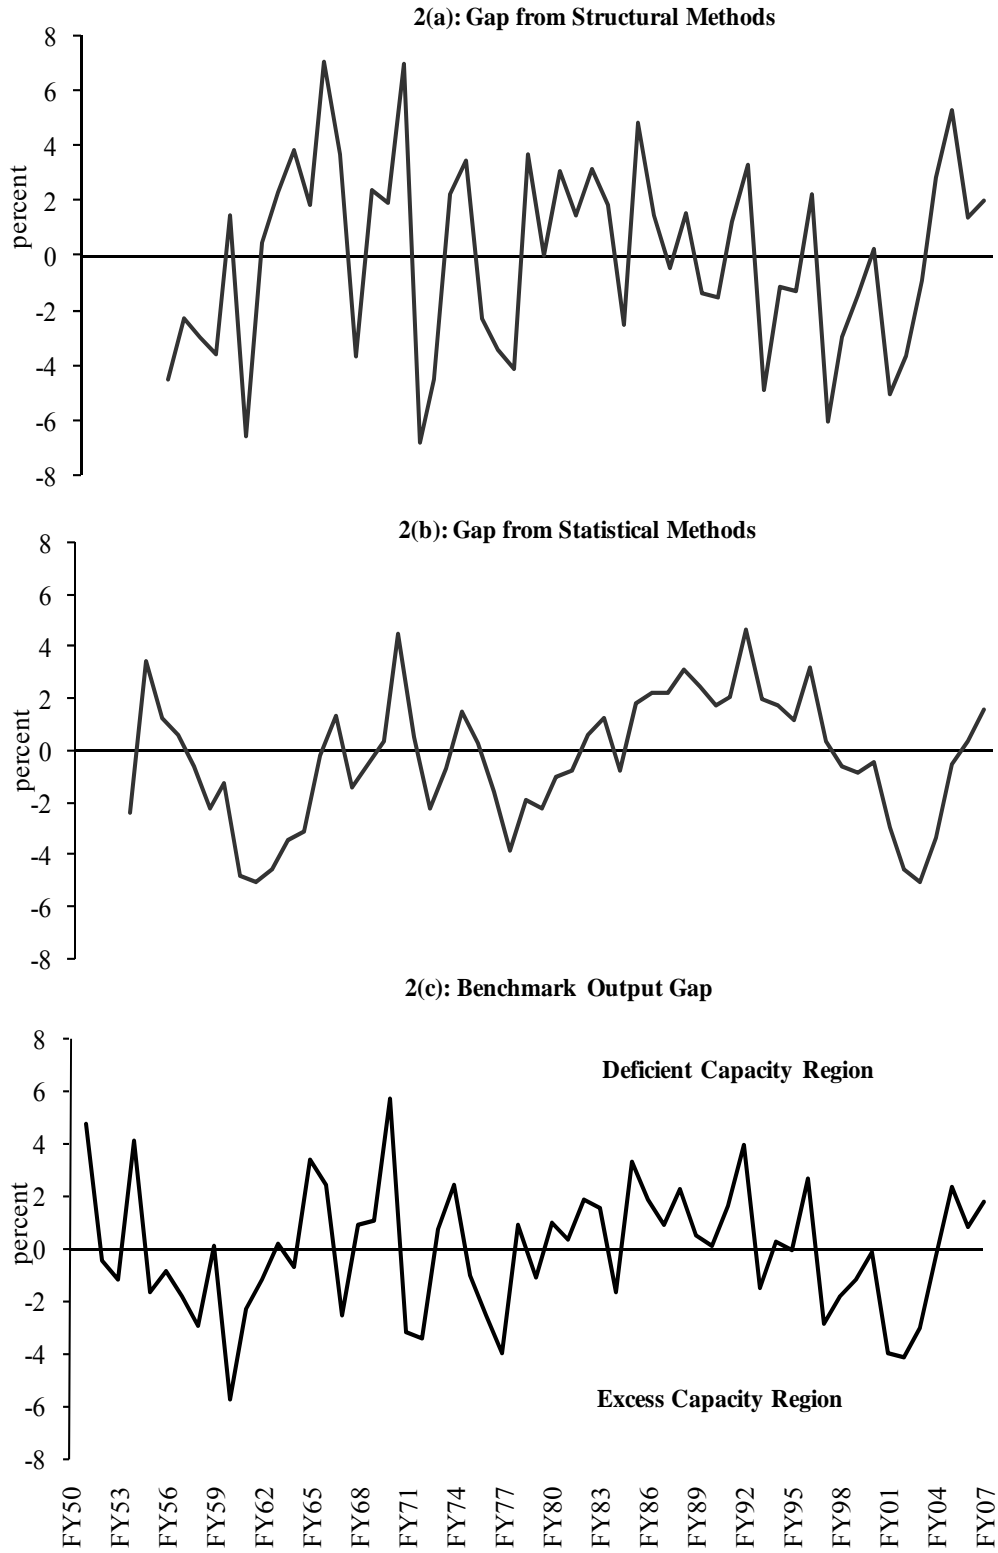 2(a): Gap from Structural Methods
8
6
4
2
0
-2
-4
-6
-8
percent
2(b): Gap from Statistical Methods
8
6
4
2
0
-2
-4
-6
-8
percent
2(c): Benchmark Output Gap
8
6
4
2
0
-2
-4
-6
-8
percent
Deficient Capacity Region
Excess Capacity Region
FY50
FY53
FY56
FY59
FY62
FY65
FY68
FY71
FY74
FY77
FY80
FY83
FY86
FY89
FY92
FY95
FY98
FY01
FY04
FY07